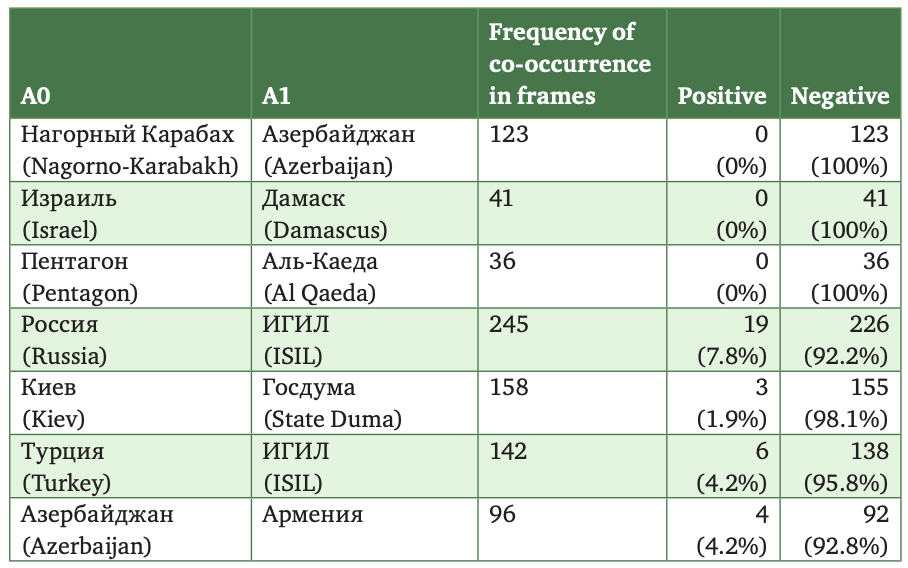 A0 A1 Frequency of co-occurrence in frames Positive Negative
Нагорный Карабах Азербайджан 123 0 123
(Nagorno-Karabakh) (Azerbaijan) (0%) (100%)
Израиль Дамаск 41 0 41
(Israel) (Damascus) (0%) (100%)
Пентагон Аль-Каеда 36 0 36
(Pentagon) (Al Qaeda) (0%) (100%)
Россия ИГИЛ 245 19 226
(Russia) (ISIL) (7.8%) (92.2%)
Киев Госдума 158 3 155
(Kiev) (State Duma) (1.9%) (98.1%)
Турция ИГИЛ 142 6 138
(Turkey) (ISIL) (4.2%) (95.8%)
Азербайджан Армения 96 4 92
(Azerbaijan) (4.2%) (92.8%)